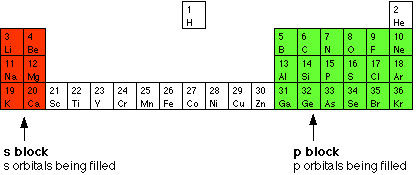 1 2
H He
3 4 5 6 7 8 9 10
Li Be B C N O F Ne
11 12 13 14 15 16 17 18
Na Mg Al Si P S Cl Ar
19 20 21 22 23 24 25 26 27 28 29 30 31 32 33 34 35 36
K Ca Sc Ti Y Cr Mn Fe Co Ni Cu Zn Ga Ge As Se Br Kr
s block
s orbitals being filled
p block
p orbitals being filled